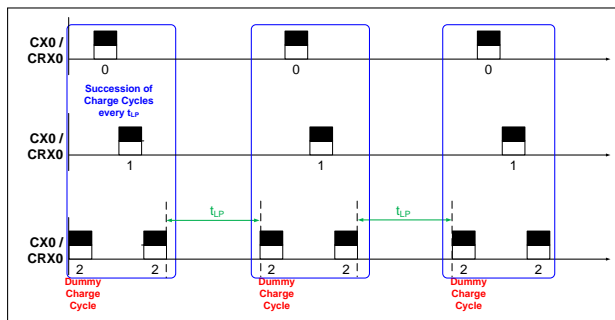 CX0 /
CRX0
0
0
0
Succession of
Charge Cycles
every tLP
CX0 /
CRX0
1
1
1
tLP
tLP
CX0 /
CRX0
2
2
2
2
2
2
Dummy
Charge
Cycle
Dummy
Charge
Cycle
Dummy
Charge
Cycle